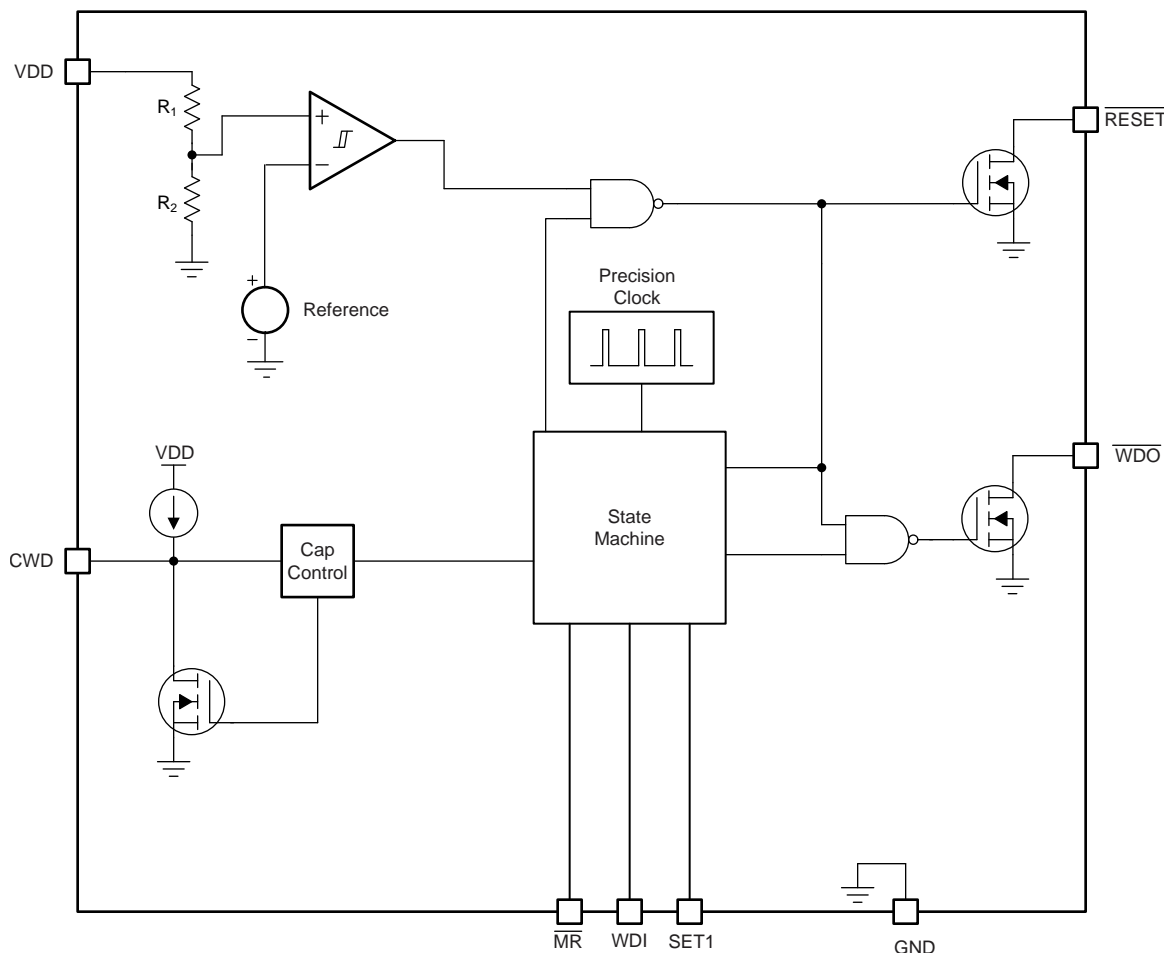 VDD
R1
+
−
R2
RESET
+
−
Reference
Precision
Clock
VDD
WDO
State
Machine
CWD
Cap
Control
MR
WDI
SET1
GND